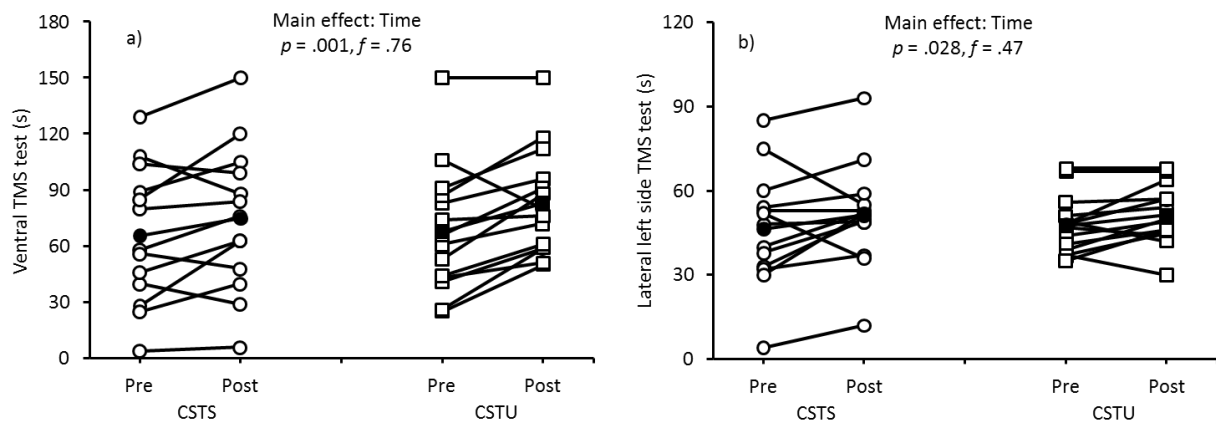 Main effect: Time
p = .001, f = .76
a)
Ventral TMS test (s)
180
150
120
90
60
30
0
Pre Post Pre Post
CSTS CSTU
Main effect: Time
p = .028, f = .47
b)
Lateral left side TMS test (s)
120
90
60
30
0
Pre Post Pre Post
CSTS CSTU